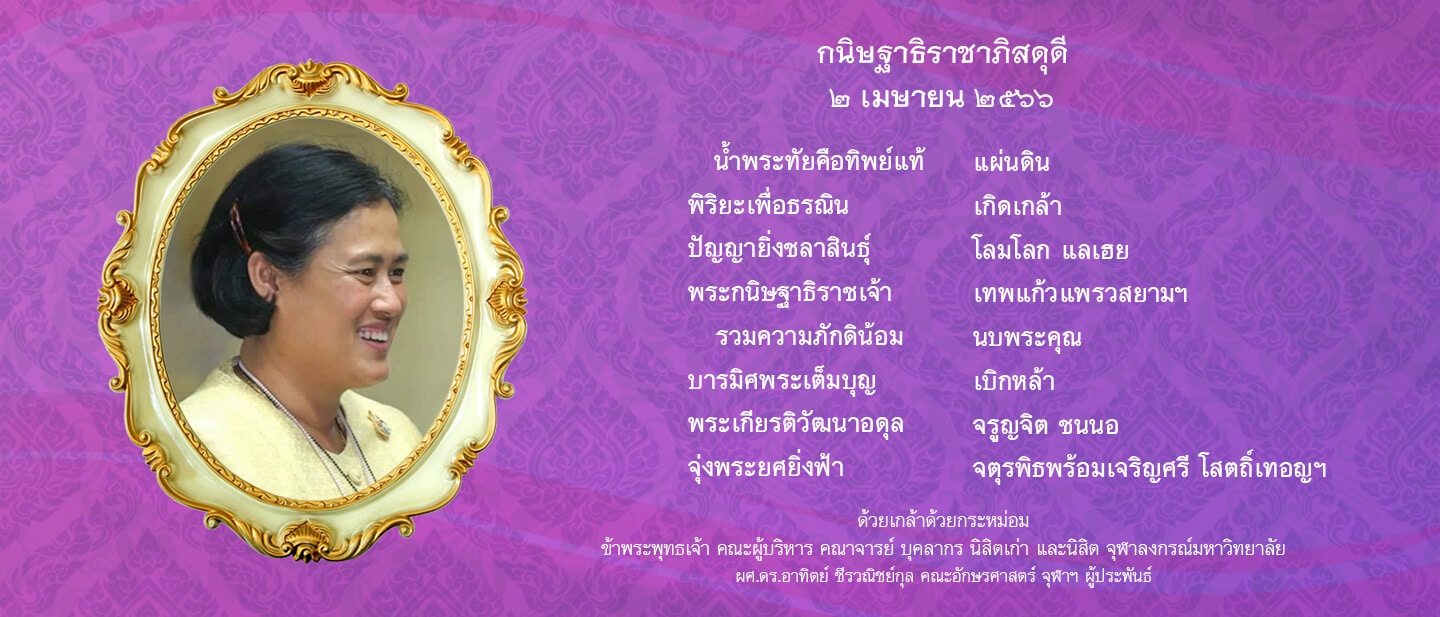 กนิษฐาธิราชาภิสดุดี
๒ เมษายน ๒๕๖๖
น้ำพระทัยคือทิพย์แท้ แผ่นดิน
พิริยะเพื่อธรณิน เกิดเกล้า
ปัญญายิ่งชลาสินธุ์ โลมโลก แลเฮย
พระกนิษฐาธิราชเจ้า เทพแก้วแพรวสยามฯ
รวมความภักดิน้อม นบพระคุณ
บารมิศพระเต็มบุญ เบิกหล้า
พระเกียรติวัฒนาอดุล จรูญจิต ชนนอ
จุ่งพระยศยิ่งฟ้า จตุรพิธพร้อมเจริญศรี โสตถิ์เทอญฯ
ด้วยเกล้าด้วยกระหม่อม
ข้าพระพุทธเจ้า คณะผู้บริหาร คณาจารย์ บุคลากร นิสิตเก่า และนิสิต จุฬาลงกรณ์มหาวิทยาลัย
ผศ.ดร.อาทิตย์ ชีรวณิชย์กุล คณะอักษรศาสตร์ จุฬาฯ ผู้ประพันธ์